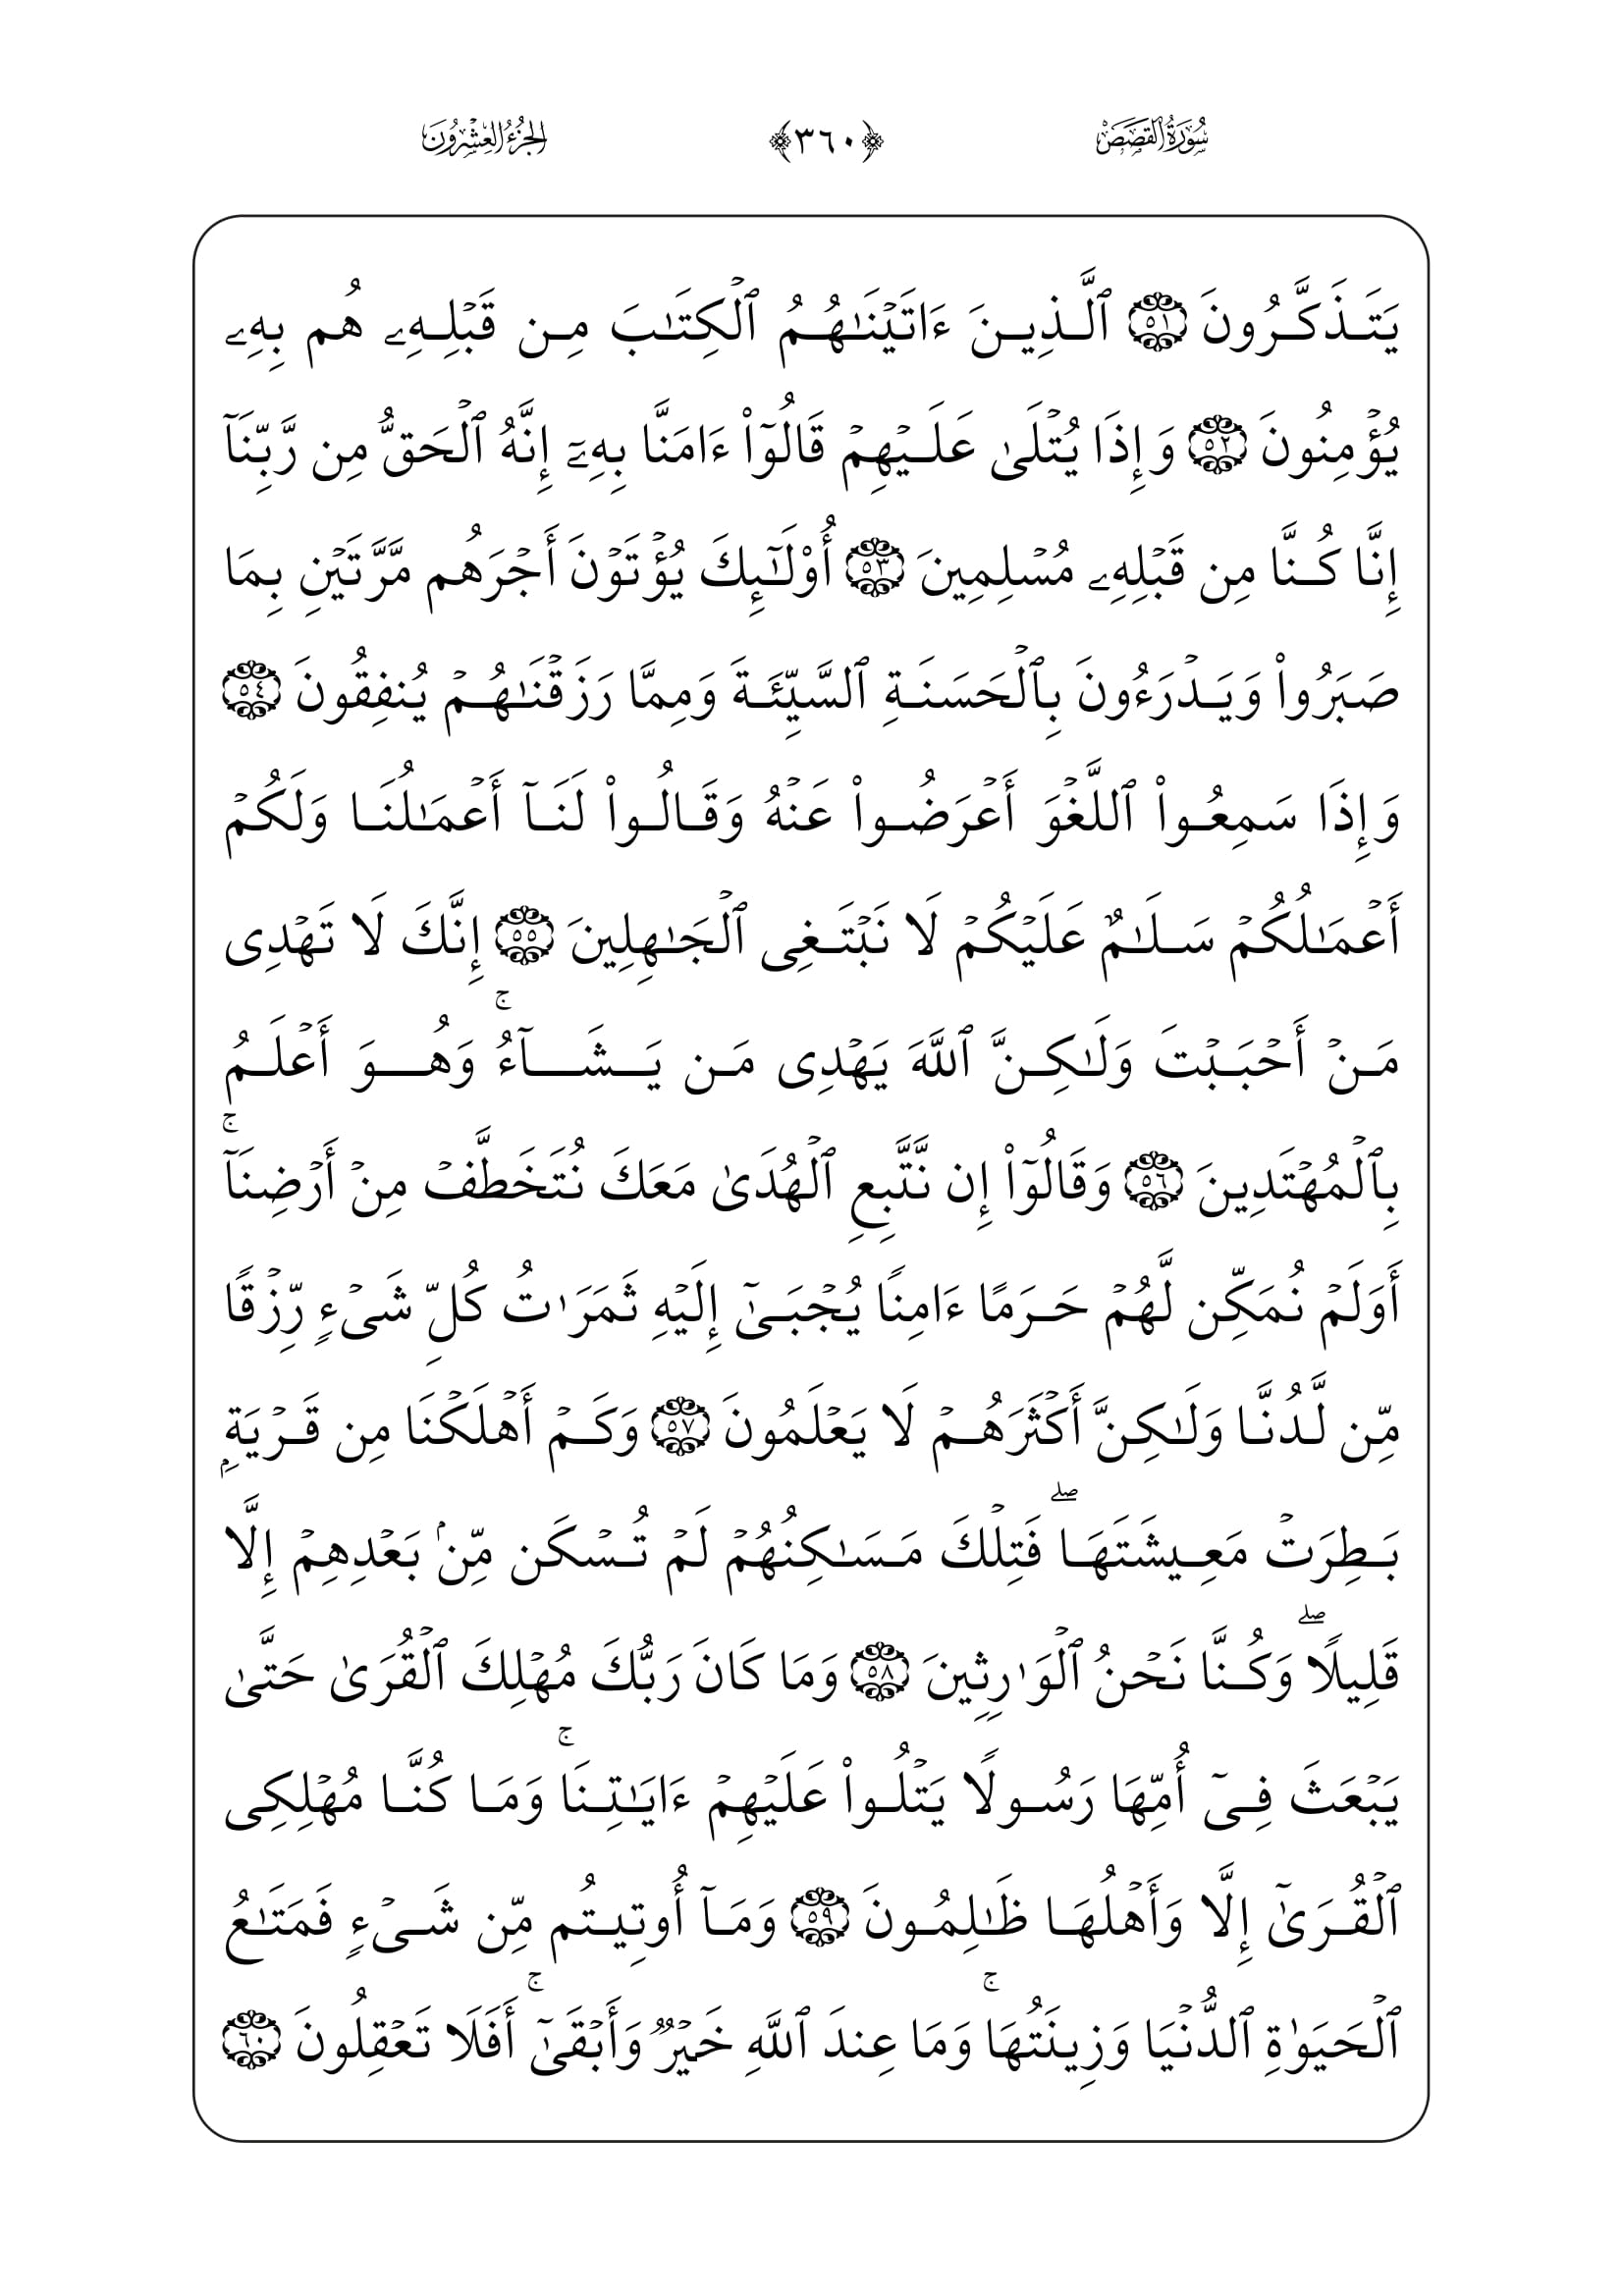 سُورَةُ القَصَصِ ﴿٣٦٠﴾ الجُزْءُ العِشْرُونَ
يَتَذَكَّرُونَ ٥١ ٱلَّذِينَ ءَاتَيْنَٰهُمُ ٱلْكِتَٰبَ مِن قَبْلِهِۦ هُم بِهِۦ
يُؤْمِنُونَ ٥٢ وَإِذَا يُتْلَىٰ عَلَيْهِمْ قَالُوٓا۟ ءَامَنَّا بِهِۦٓ إِنَّهُ ٱلْحَقُّ مِن رَّبِّنَآ
إِنَّا كُنَّا مِن قَبْلِهِۦ مُسْلِمِينَ ٥٣ أُو۟لَٰٓئِكَ يُؤْتَوْنَ أَجْرَهُم مَّرَّتَيْنِ بِمَا
صَبَرُوا۟ وَيَدْرَءُونَ بِٱلْحَسَنَةِ ٱلسَّيِّئَةَ وَمِمَّا رَزَقْنَٰهُمْ يُنفِقُونَ ٥٤
وَإِذَا سَمِعُوا۟ ٱللَّغْوَ أَعْرَضُوا۟ عَنْهُ وَقَالُوا۟ لَنَآ أَعْمَٰلُنَا وَلَكُمْ
أَعْمَٰلُكُمْ سَلَٰمٌ عَلَيْكُمْ لَا نَبْتَغِى ٱلْجَٰهِلِينَ ٥٥ إِنَّكَ لَا تَهْدِى
مَنْ أَحْبَبْتَ وَلَٰكِنَّ ٱللَّهَ يَهْدِى مَن يَشَآءُ ۚ وَهُوَ أَعْلَمُ
بِٱلْمُهْتَدِينَ ٥٦ وَقَالُوٓا۟ إِن نَّتَّبِعِ ٱلْهُدَىٰ مَعَكَ نُتَخَطَّفْ مِنْ أَرْضِنَآ ۚ
أَوَلَمْ نُمَكِّن لَّهُمْ حَرَمًا ءَامِنًا يُجْبَىٰٓ إِلَيْهِ ثَمَرَٰتُ كُلِّ شَىْءٍ رِّزْقًا
مِّن لَّدُنَّا وَلَٰكِنَّ أَكْثَرَهُمْ لَا يَعْلَمُونَ ٥٧ وَكَمْ أَهْلَكْنَا مِن قَرْيَةٍۭ
بَطِرَتْ مَعِيشَتَهَا ۖ فَتِلْكَ مَسَٰكِنُهُمْ لَمْ تُسْكَن مِّنۢ بَعْدِهِمْ إِلَّا
قَلِيلًا ۖ وَكُنَّا نَحْنُ ٱلْوَٰرِثِينَ ٥٨ وَمَا كَانَ رَبُّكَ مُهْلِكَ ٱلْقُرَىٰ حَتَّىٰ
يَبْعَثَ فِىٓ أُمِّهَا رَسُولًا يَتْلُوا۟ عَلَيْهِمْ ءَايَٰتِنَا ۚ وَمَا كُنَّا مُهْلِكِى
ٱلْقُرَىٰٓ إِلَّا وَأَهْلُهَا ظَٰلِمُونَ ٥٩ وَمَآ أُوتِيتُم مِّن شَىْءٍ فَمَتَٰعُ
ٱلْحَيَوٰةِ ٱلدُّنْيَا وَزِينَتُهَا ۚ وَمَا عِندَ ٱللَّهِ خَيْرٌ وَأَبْقَىٰٓ ۚ أَفَلَا تَعْقِلُونَ ٦٠